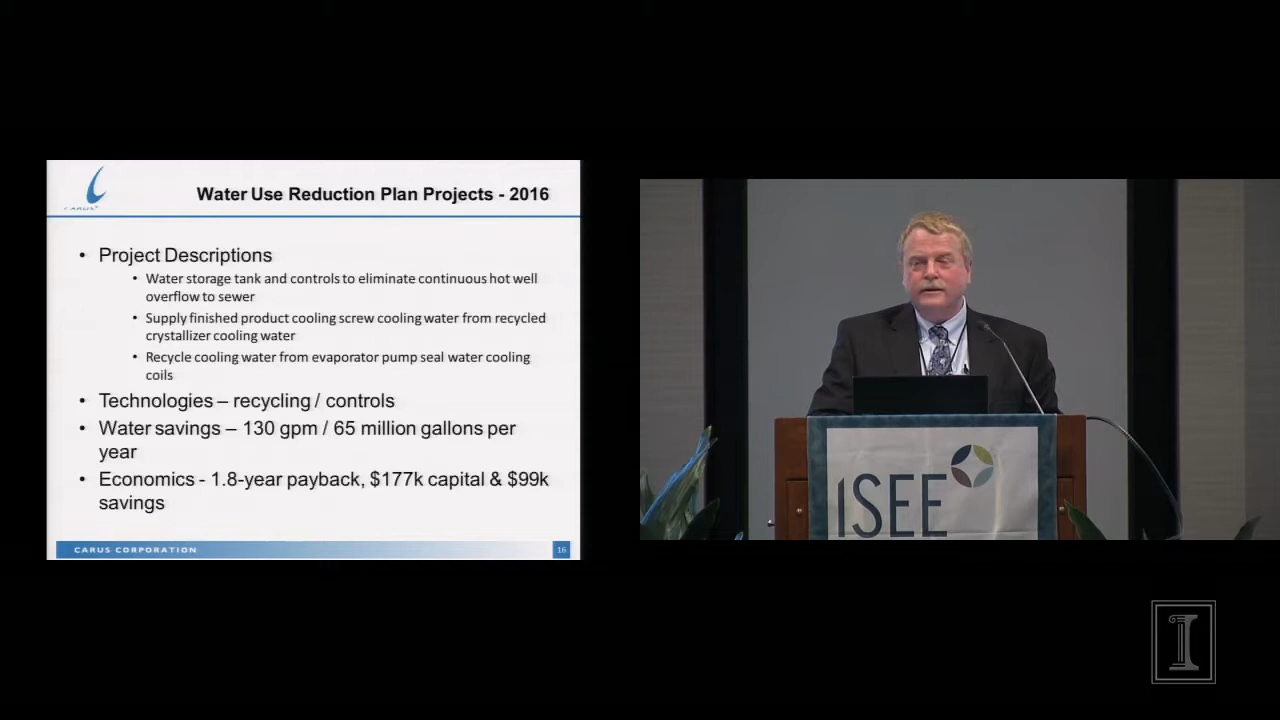 CARUS
Water Use Reduction Plan Projects - 2016
• Project Descriptions
• Water storage tank and controls to eliminate continuous hot well
overflow to sewer
• Supply finished product cooling screw cooling water from recycled
crystallizer cooling water
• Recycle cooling water from evaporator pump seal water cooling
coils
• Technologies – recycling / controls
• Water savings – 130 gpm / 65 million gallons per
year
• Economics - 1.8-year payback, $177k capital & $99k
savings
CARUS CORPORATION
16
ISEE
I